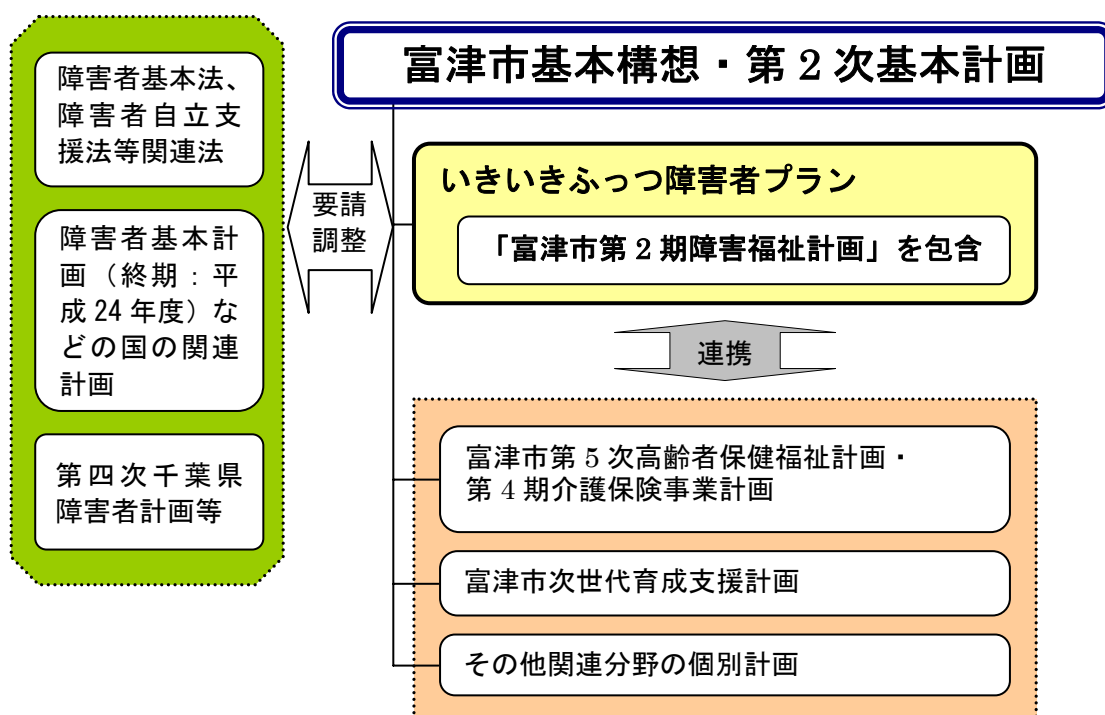 富津市基本構想・第2次基本計画
障害者基本法、
障害者自立支
援法等関連法
障害者基本計
画（終期：平
成24年度）な
どの国の関連
計画
第四次千葉県
障害者計画等
要請
調整
いきいきふっつ障害者プラン
「富津市第2期障害福祉計画」を包含
連携
富津市第5次高齢者保健福祉計画・
第4期介護保険事業計画
富津市次世代育成支援計画
その他関連分野の個別計画